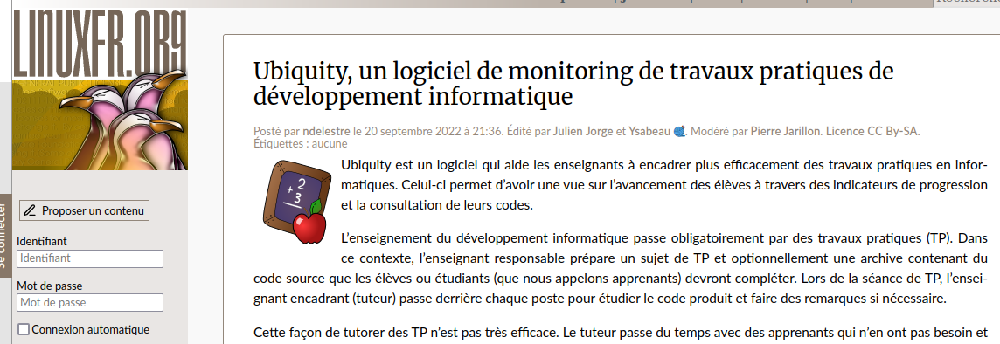 LINUXFR.ORG
Ubiquity, un logiciel de monitoring de travaux pratiques de
développement informatique
Posté par ndelestre le 20 septembre 2022 à 21:36. Édité par Julien Jorge et Ysabeau. Modéré par Pierre Jarillon. Licence CC By-SA.
Étiquettes : aucune
2
+ 3
Ubiquity est un logiciel qui aide les enseignants à encadrer plus efficacement des travaux pratiques en infor-
matiques. Celui-ci permet d’avoir une vue sur l’avancement des élèves à travers des indicateurs de progression
et la consultation de leurs codes.
L’enseignement du développement informatique passe obligatoirement par des travaux pratiques (TP). Dans
ce contexte, l’enseignant responsable prépare un sujet de TP et optionnellement une archive contenant du
code source que les élèves ou étudiants (que nous appelons apprenants) devront compléter. Lors de la séance de TP, l’ensei-
gnant encadrant (tuteur) passe derrière chaque poste pour étudier le code produit et faire des remarques si nécessaire.
Cette façon de tutorer des TP n’est pas très efficace. Le tuteur passe du temps avec des apprenants qui n’en ont pas besoin et
Se connecter
Proposer un contenu
Identifiant
Identifiant
Mot de passe
Mot de passe
Connexion automatique